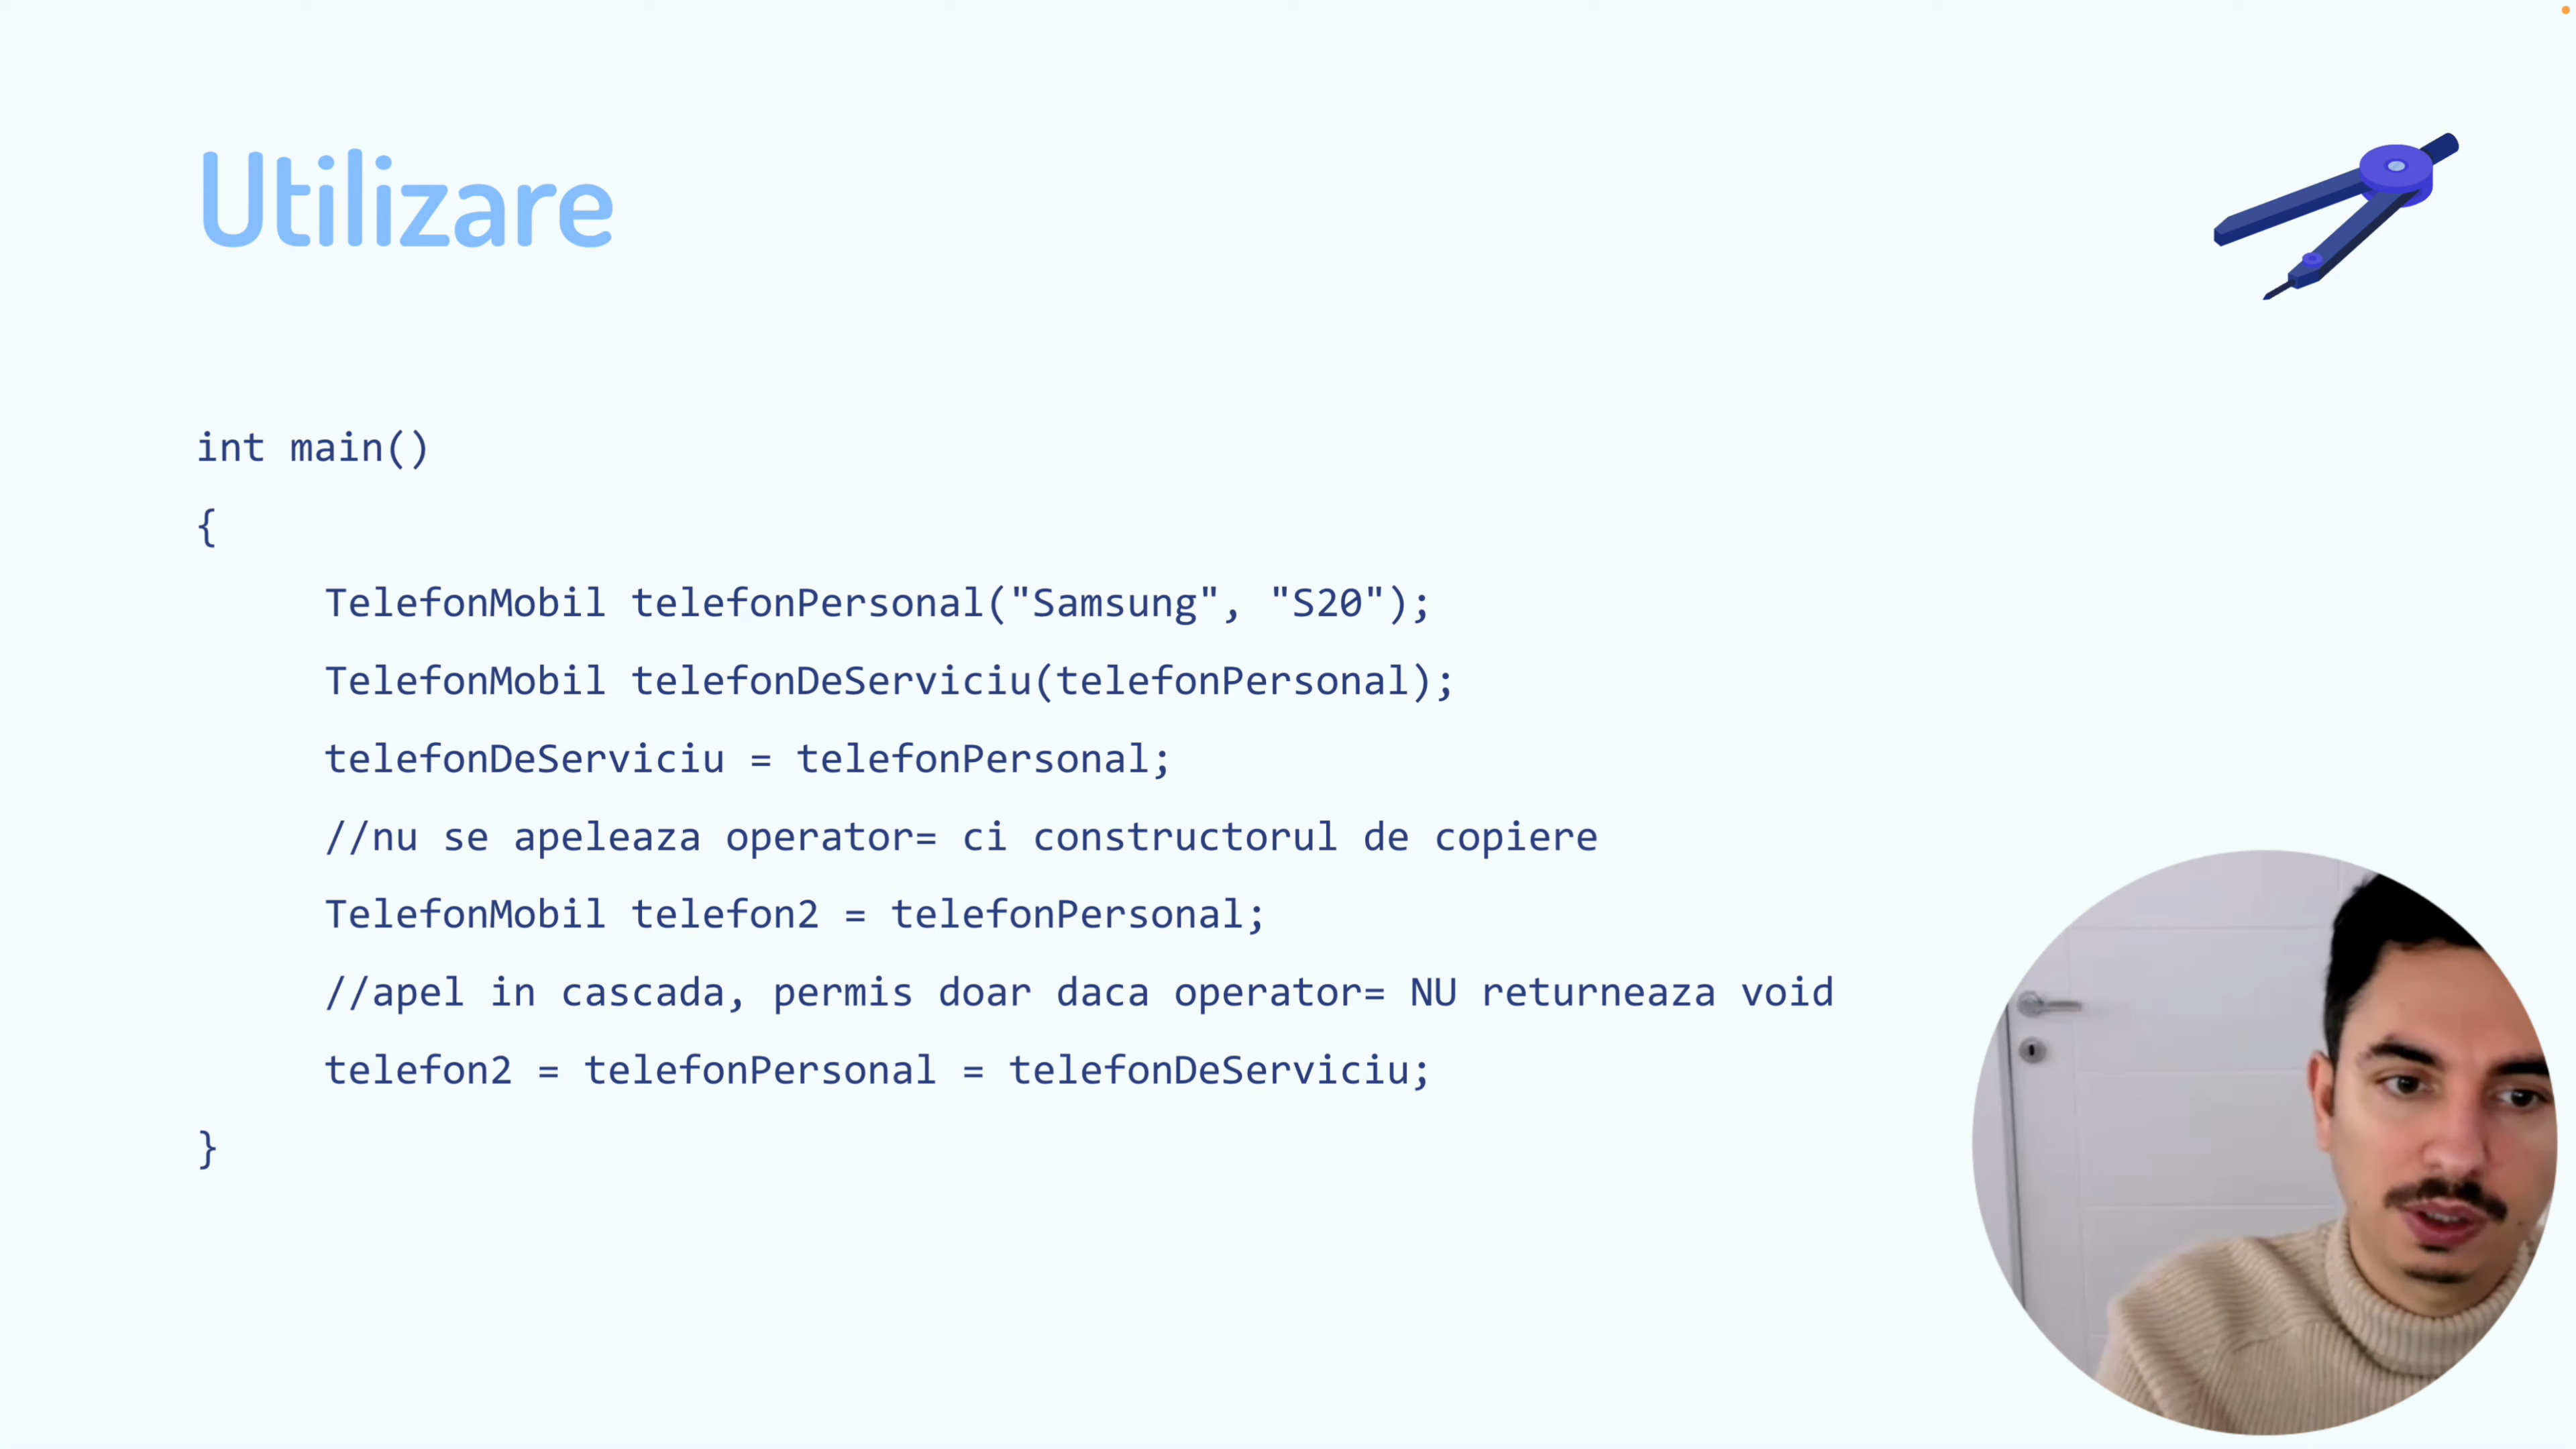 Utilizare
int main()
{
TelefonMobil telefonPersonal("Samsung", "S20");
TelefonMobil telefonDeServiciu(telefonPersonal);
telefonDeServiciu = telefonPersonal;
//nu se apeleaza operator= ci constructorul de copiere
TelefonMobil telefon2 = telefonPersonal;
//apel in cascada, permis doar daca operator= NU returneaza void
telefon2 = telefonPersonal = telefonDeServiciu;
}